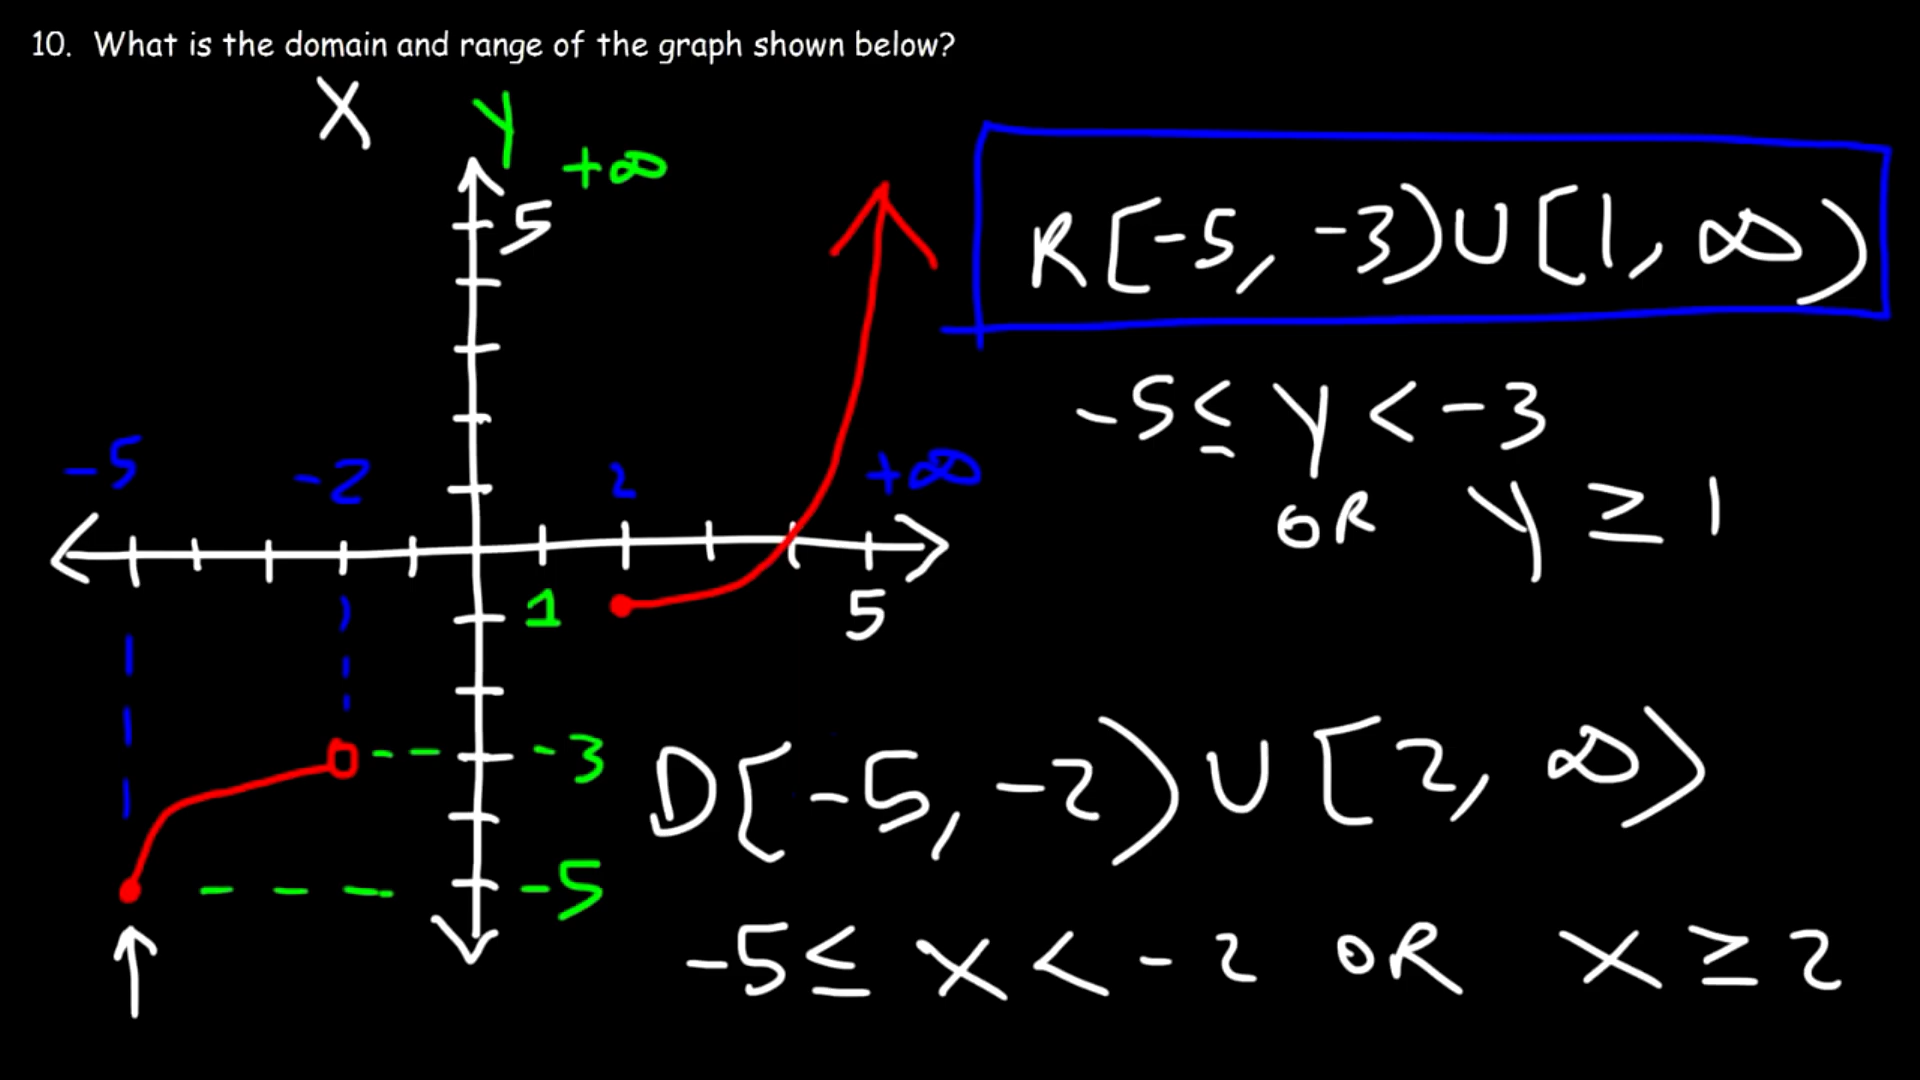 10. What is the domain and range of the graph shown below?
X
Y
+∞
5
R[-5, -3)∪[1, ∞)
-5≤ y < -3
OR y ≥ 1
-5
-2
2
+∞
1
5
-3
-5
D[-5, -2)∪[2, ∞)
-5≤ x < -2 OR x ≥ 2